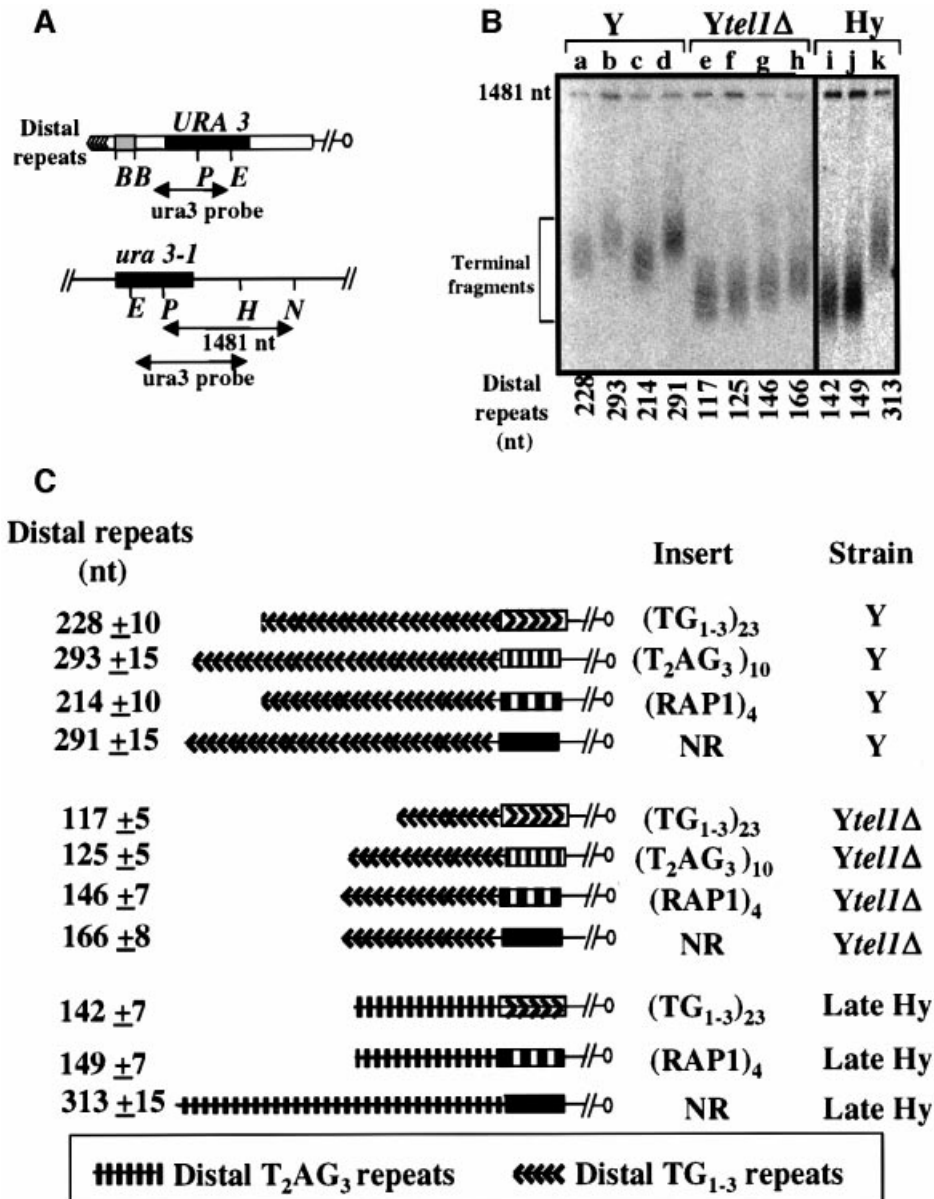 A
URA 3
Distal repeats
BB P E
ura3 probe
ura 3-1
E P H N
1481 nt
ura3 probe
B
Y Ytel1Δ Hy
a b c d e f g h i j k
1481 nt
Terminal fragments
Distal repeats (nt)
228 293 214 291 117 125 146 166 142 149 313
C
Distal repeats (nt) Insert Strain
228 ±10 (TG1-3)23 Y
293 ±15 (T2AG3)10 Y
214 ±10 (RAP1)4 Y
291 ±15 NR Y
117 ±5 (TG1-3)23 Ytel1Δ
125 ±5 (T2AG3)10 Ytel1Δ
146 ±7 (RAP1)4 Ytel1Δ
166 ±8 NR Ytel1Δ
142 ±7 (TG1-3)23 Late Hy
149 ±7 (RAP1)4 Late Hy
313 ±15 NR Late Hy
Distal T2AG3 repeats Distal TG1-3 repeats